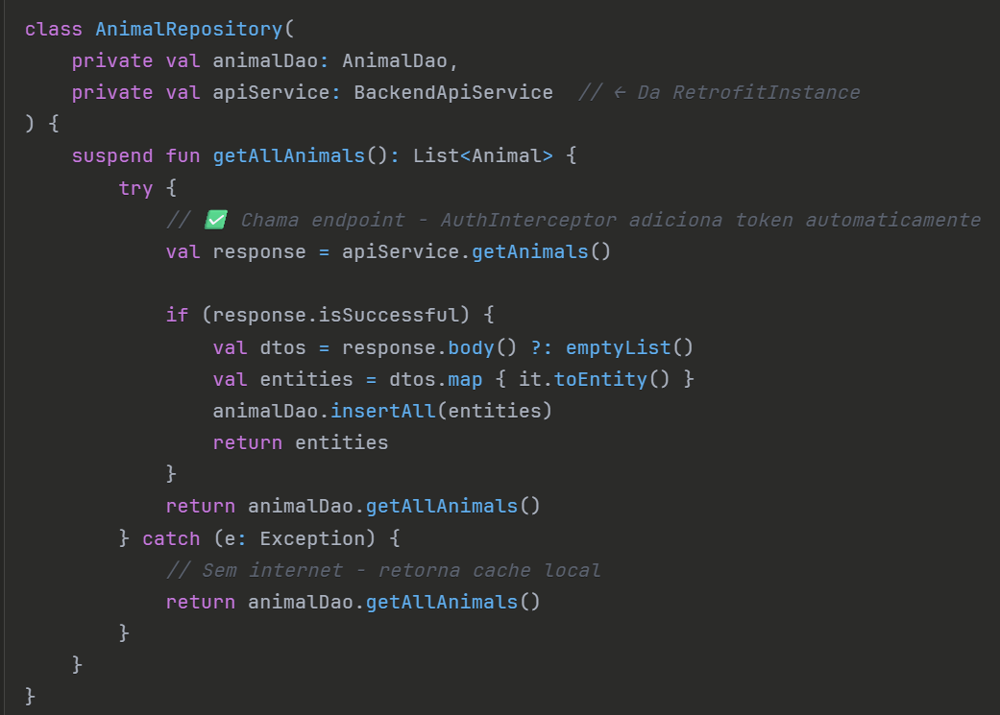 class AnimalRepository(
    private val animalDao: AnimalDao,
    private val apiService: BackendApiService  // ← Da RetrofitInstance
) {
    suspend fun getAllAnimals(): List<Animal> {
        try {
            // ✅ Chama endpoint - AuthInterceptor adiciona token automaticamente
            val response = apiService.getAnimals()

            if (response.isSuccessful) {
                val dtos = response.body() ?: emptyList()
                val entities = dtos.map { it.toEntity() }
                animalDao.insertAll(entities)
                return entities
            }
            return animalDao.getAllAnimals()
        } catch (e: Exception) {
            // Sem internet - retorna cache local
            return animalDao.getAllAnimals()
        }
    }
}